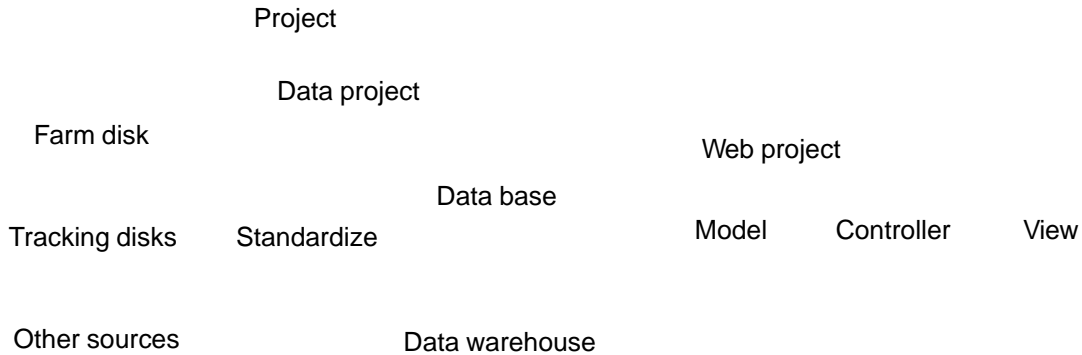 Project
Data project
Farm disk
Web project
Data base
Tracking disks
Standardize
Model
Controller
View
Other sources
Data warehouse